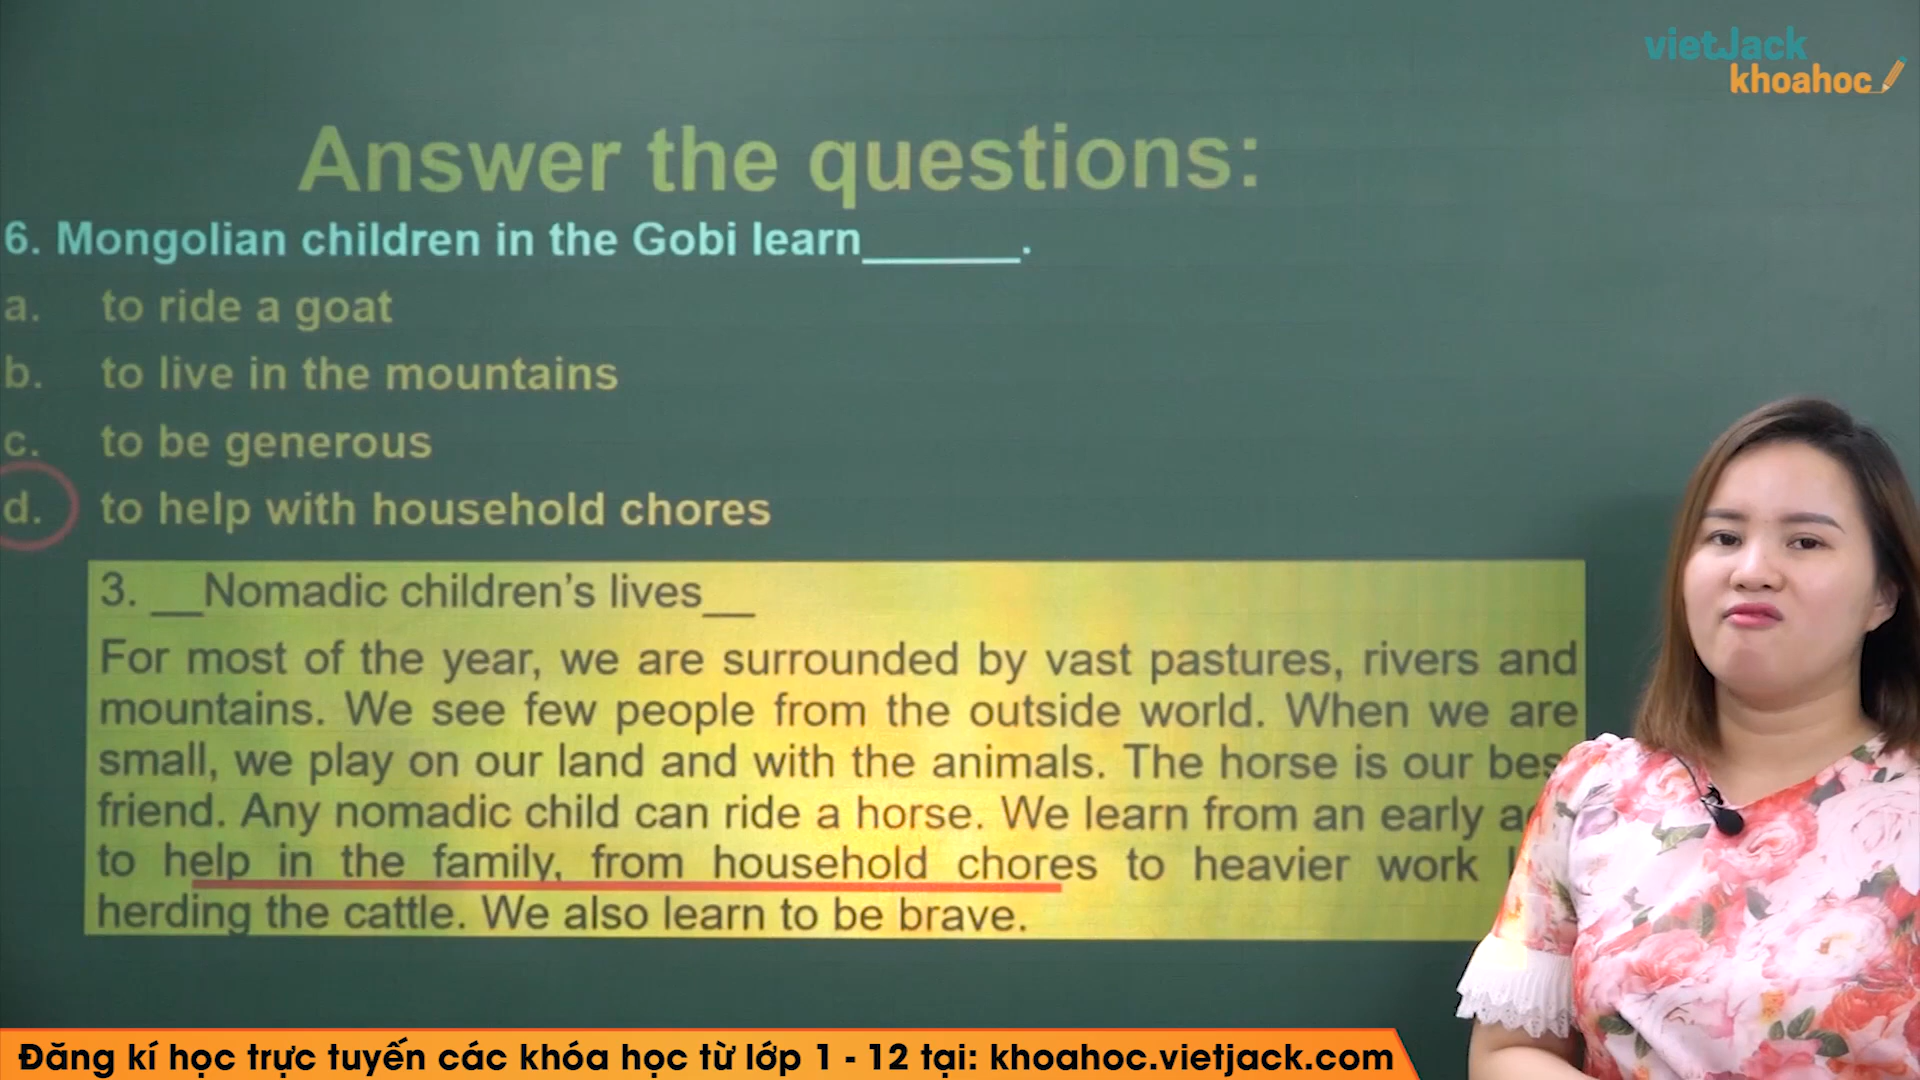 vietJack
khoahoc
Answer the questions:
6. Mongolian children in the Gobi learn______.
a. to ride a goat
b. to live in the mountains
c. to be generous
d. to help with household chores
3. __Nomadic children's lives__
For most of the year, we are surrounded by vast pastures, rivers and
mountains. We see few people from the outside world. When we are
small, we play on our land and with the animals. The horse is our
friend. Any nomadic child can ride a horse. We learn from an early
to help in the family, from household chores to heavier work
herding the cattle. We also learn to be brave.
Đăng kí học trực tuyến các khóa học từ lớp 1 - 12 tại: khoahoc.vietjack.com